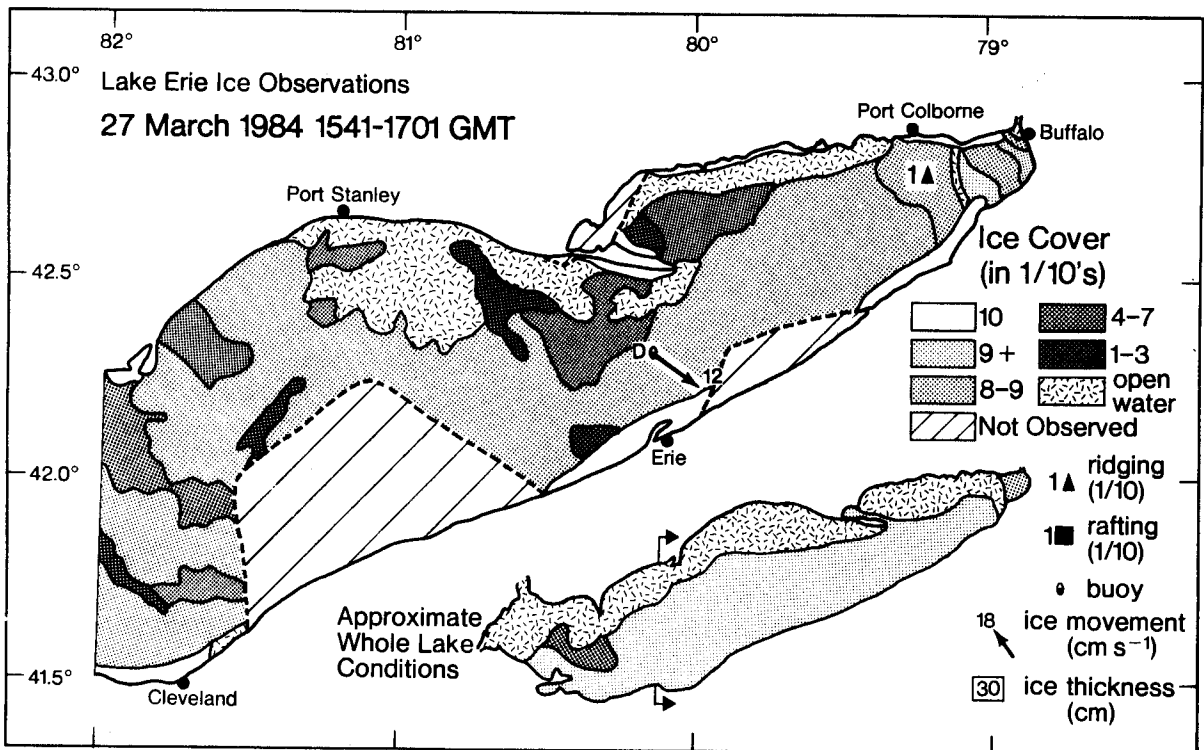 82°
81°
80°
79°
43.0°
Lake Erie Ice Observations
27 March 1984 1541-1701 GMT
Port Colborne
Buffalo
1▲
Port Stanley
42.5°
Ice Cover
(in 1/10's)
10
4-7
9 +
1-3
8-9
open
water
Not Observed
D
12
Erie
42.0°
1▲ ridging
(1/10)
1■ rafting
(1/10)
buoy
18 ice movement
(cm s⁻¹)
30 ice thickness
(cm)
Approximate
Whole Lake
Conditions
41.5°
Cleveland